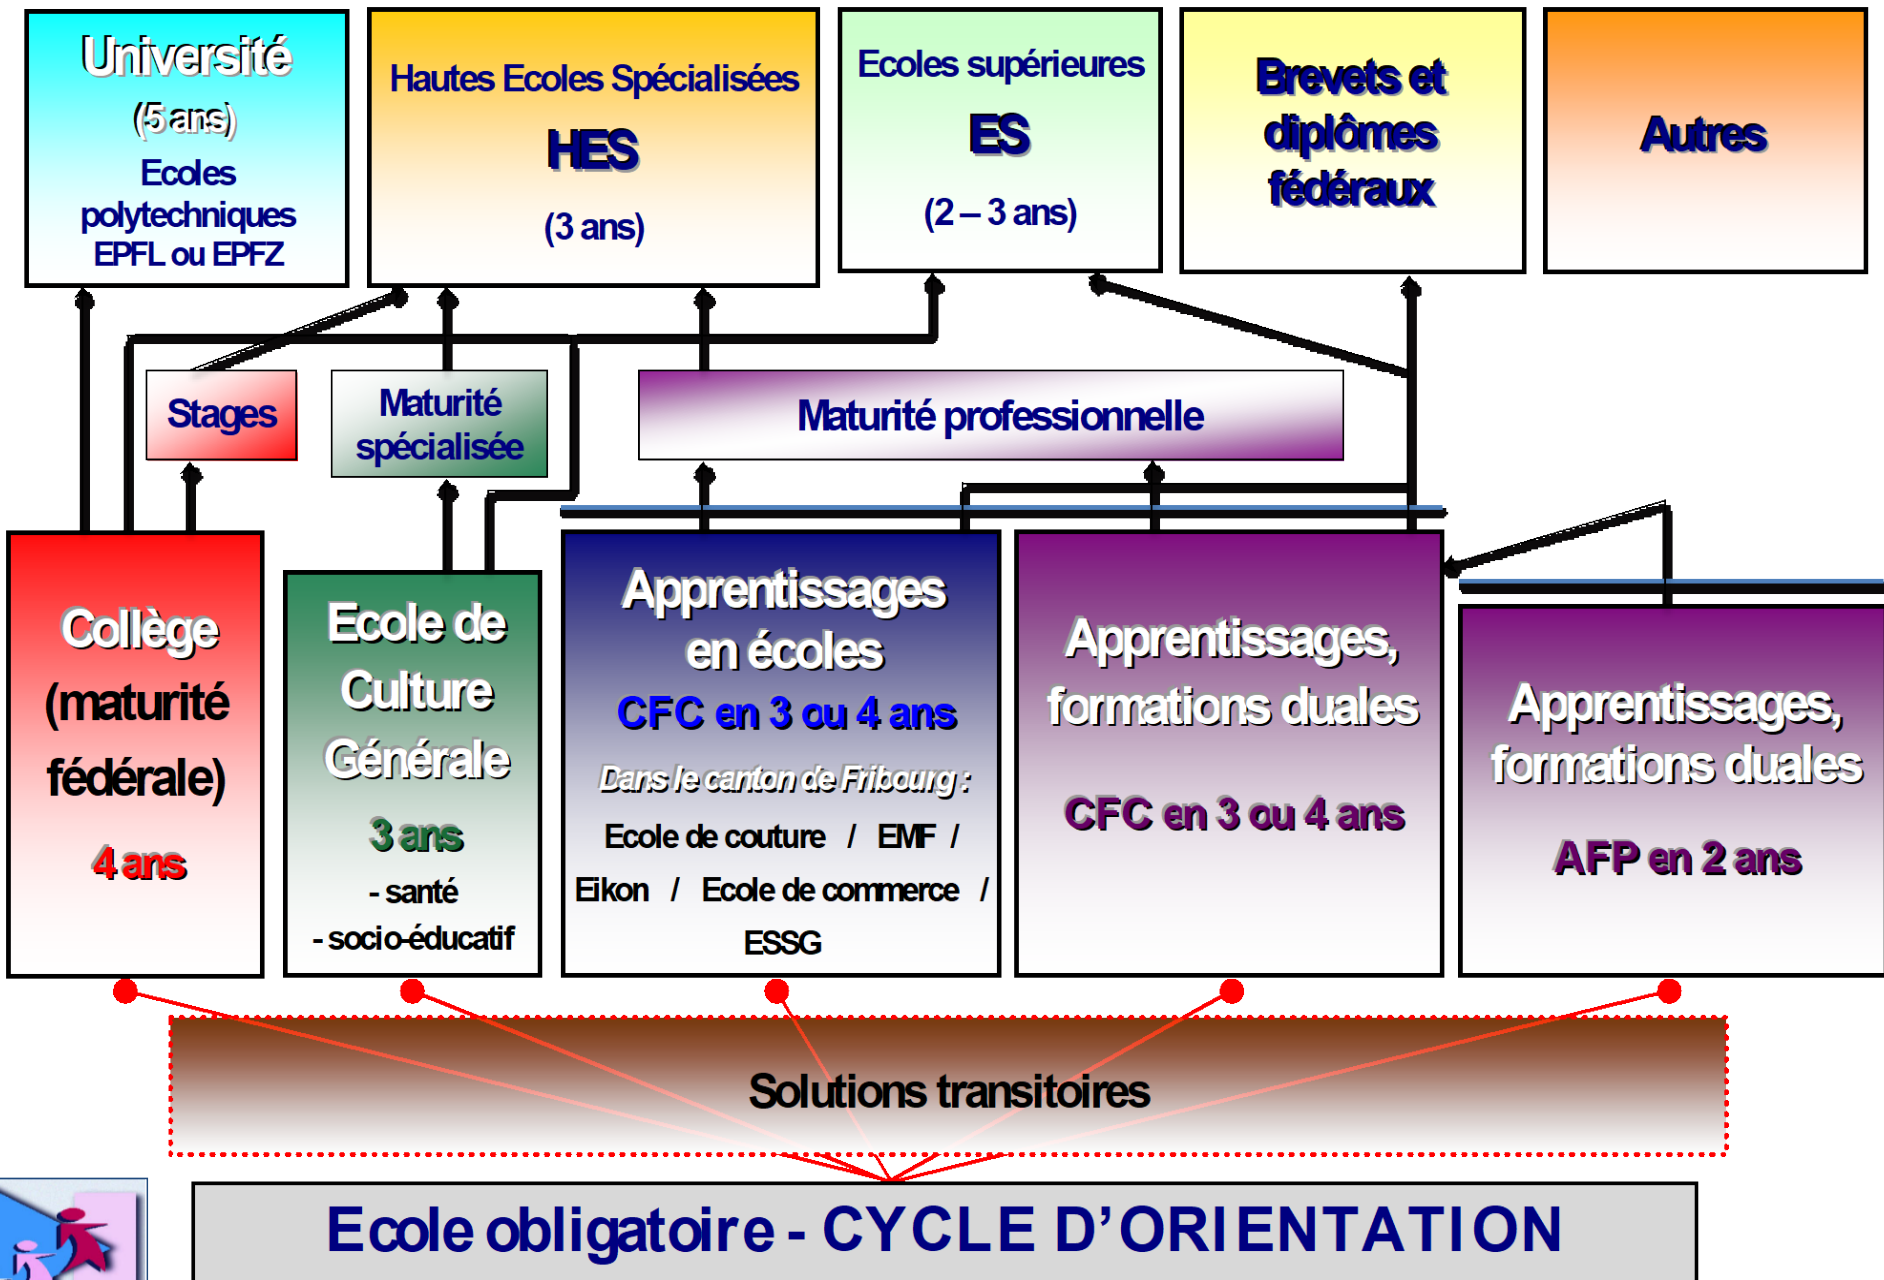 Université
(5 ans)
Ecoles
polytechniques
EPFL ou EPFZ
Hautes Ecoles Spécialisées
HES
(3 ans)
Ecoles supérieures
ES
(2 – 3 ans)
Brevets et
diplômes
fédéraux
Autres
Stages
Maturité
spécialisée
Maturité professionnelle
Collège
(maturité
fédérale)
4 ans
Ecole de
Culture
Générale
3 ans
- santé
- socio-éducatif
Apprentissages
en écoles
CFC en 3 ou 4 ans
Dans le canton de Fribourg :
Ecole de couture / EMF /
Eikon / Ecole de commerce /
ESSG
Apprentissages,
formations duales
CFC en 3 ou 4 ans
Apprentissages,
formations duales
AFP en 2 ans
Solutions transitoires
Ecole obligatoire - CYCLE D’ORIENTATION